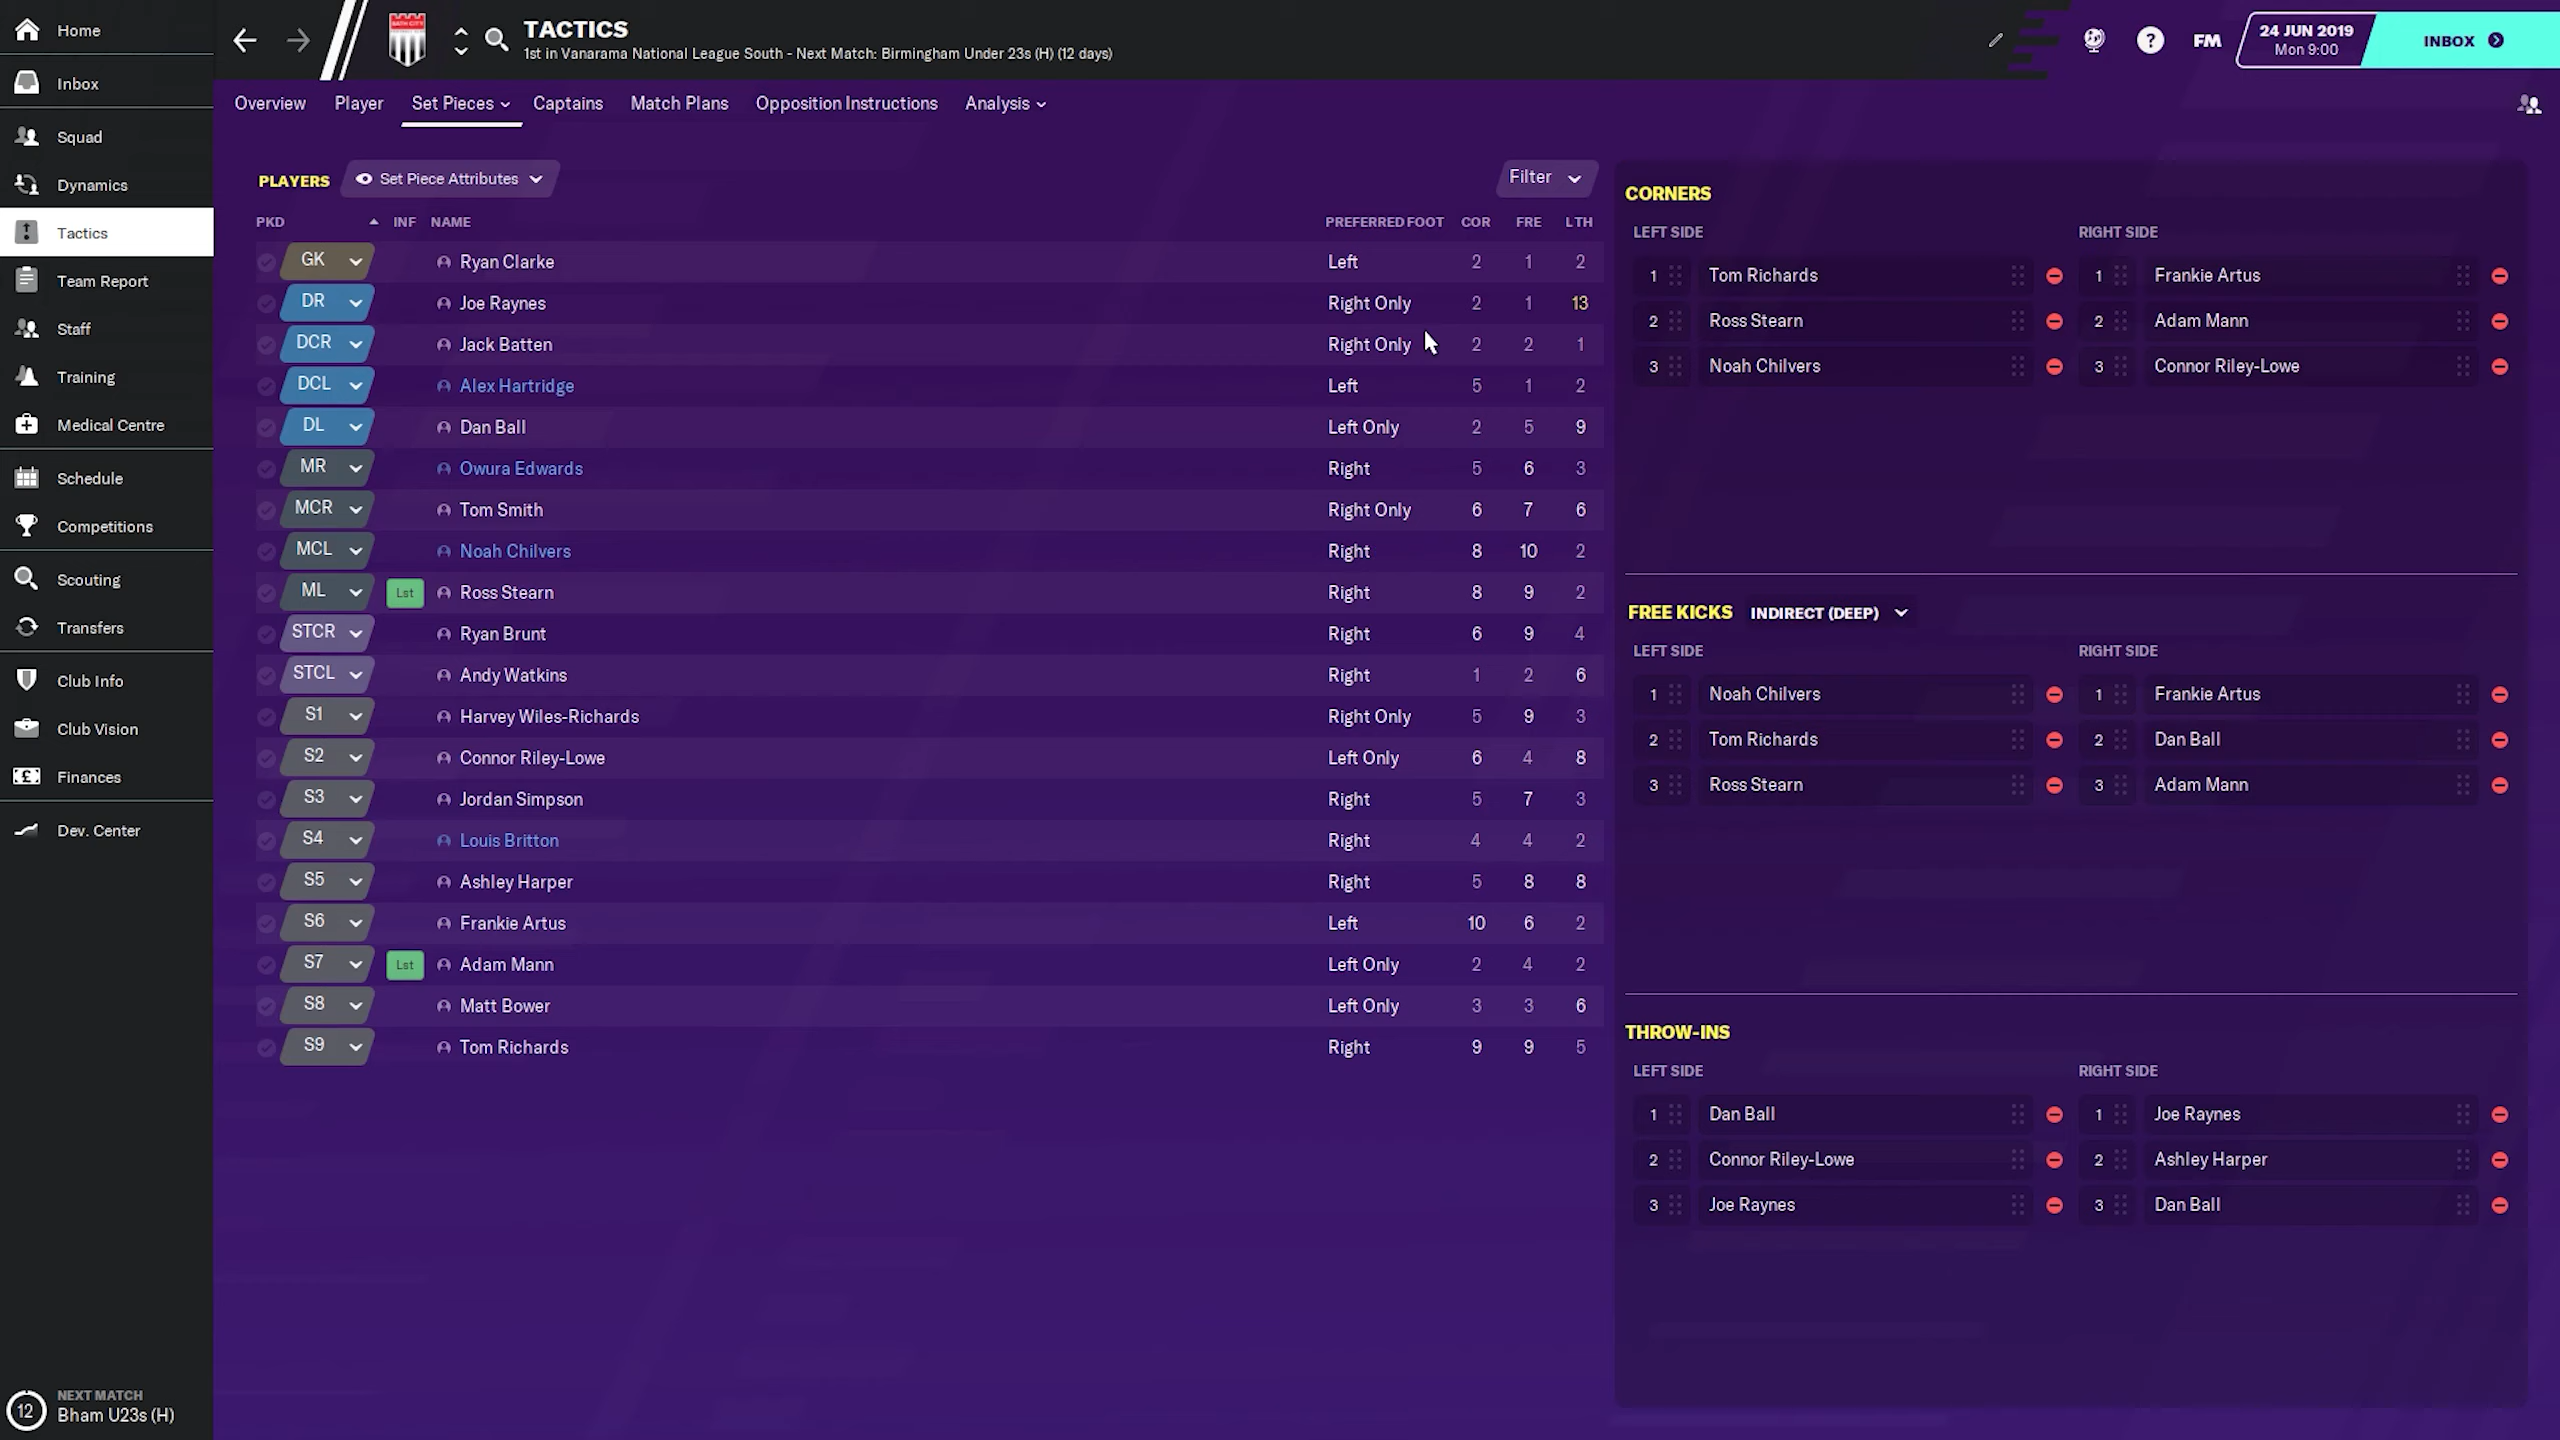 Home
Inbox
Squad
Dynamics
Tactics
Team Report
Staff
Training
Medical Centre
Schedule
Competitions
Scouting
Transfers
Club Info
Club Vision
Finances
Dev. Center
12
NEXT MATCH
Bham U23s (H)
BATH CITY
TACTICS
1st in Vanarama National League South - Next Match: Birmingham Under 23s (H) (12 days)
? FM
24 JUN 2019
Mon 9:00
INBOX
Overview Player Set Pieces Captains Match Plans Opposition Instructions Analysis
PLAYERS Set Piece Attributes Filter
PKD INF NAME PREFERRED FOOT COR FRE LTH
GK Ryan Clarke Left 2 1 2
DR Joe Raynes Right Only 2 1 13
DCR Jack Batten Right Only 2 2 1
DCL Alex Hartridge Left 5 1 2
DL Dan Ball Left Only 2 5 9
MR Owura Edwards Right 5 6 3
MCR Tom Smith Right Only 6 7 6
MCL Noah Chilvers Right 8 10 2
ML Lst Ross Stearn Right 8 9 2
STCR Ryan Brunt Right 6 9 4
STCL Andy Watkins Right 1 2 6
S1 Harvey Wiles-Richards Right Only 5 9 3
S2 Connor Riley-Lowe Left Only 6 4 8
S3 Jordan Simpson Right 5 7 3
S4 Louis Britton Right 4 4 2
S5 Ashley Harper Right 5 8 8
S6 Frankie Artus Left 10 6 2
S7 Lst Adam Mann Left Only 2 4 2
S8 Matt Bower Left Only 3 3 6
S9 Tom Richards Right 9 9 5
CORNERS
LEFT SIDE RIGHT SIDE
1 Tom Richards 1 Frankie Artus
2 Ross Stearn 2 Adam Mann
3 Noah Chilvers 3 Connor Riley-Lowe
FREE KICKS INDIRECT (DEEP)
LEFT SIDE RIGHT SIDE
1 Noah Chilvers 1 Frankie Artus
2 Tom Richards 2 Dan Ball
3 Ross Stearn 3 Adam Mann
THROW-INS
LEFT SIDE RIGHT SIDE
1 Dan Ball 1 Joe Raynes
2 Connor Riley-Lowe 2 Ashley Harper
3 Joe Raynes 3 Dan Ball